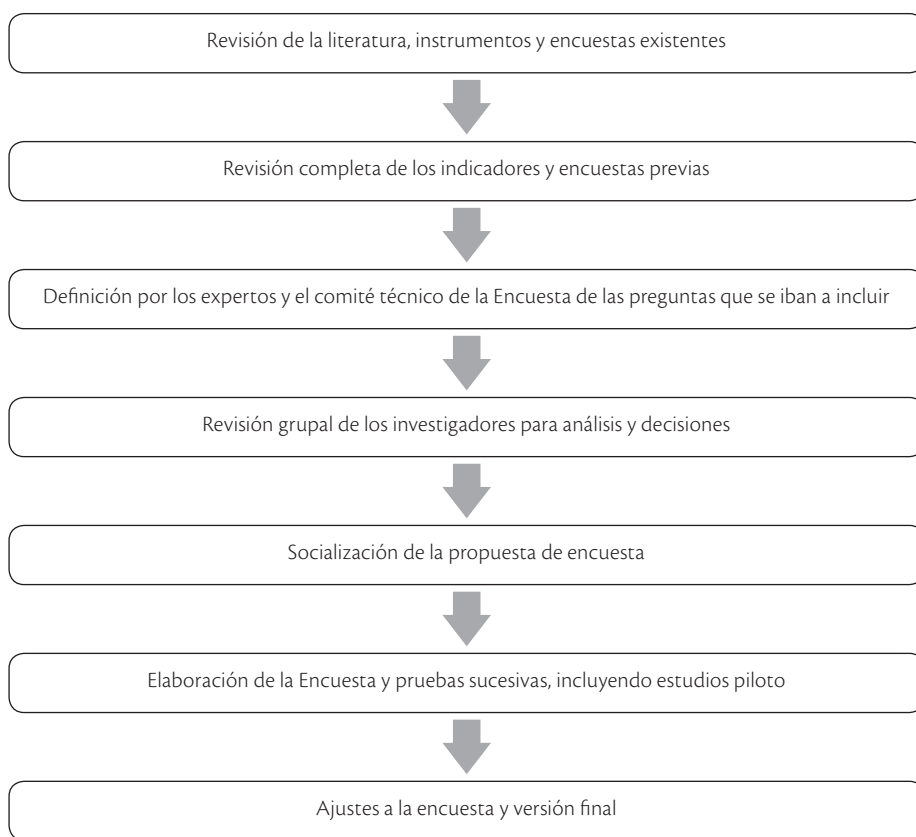 Revisión de la literatura, instrumentos y encuestas existentes
Revisión completa de los indicadores y encuestas previas
Definición por los expertos y el comité técnico de la Encuesta de las preguntas que se iban a incluir
Revisión grupal de los investigadores para análisis y decisiones
Socialización de la propuesta de encuesta
Elaboración de la Encuesta y pruebas sucesivas, incluyendo estudios piloto
Ajustes a la encuesta y versión final